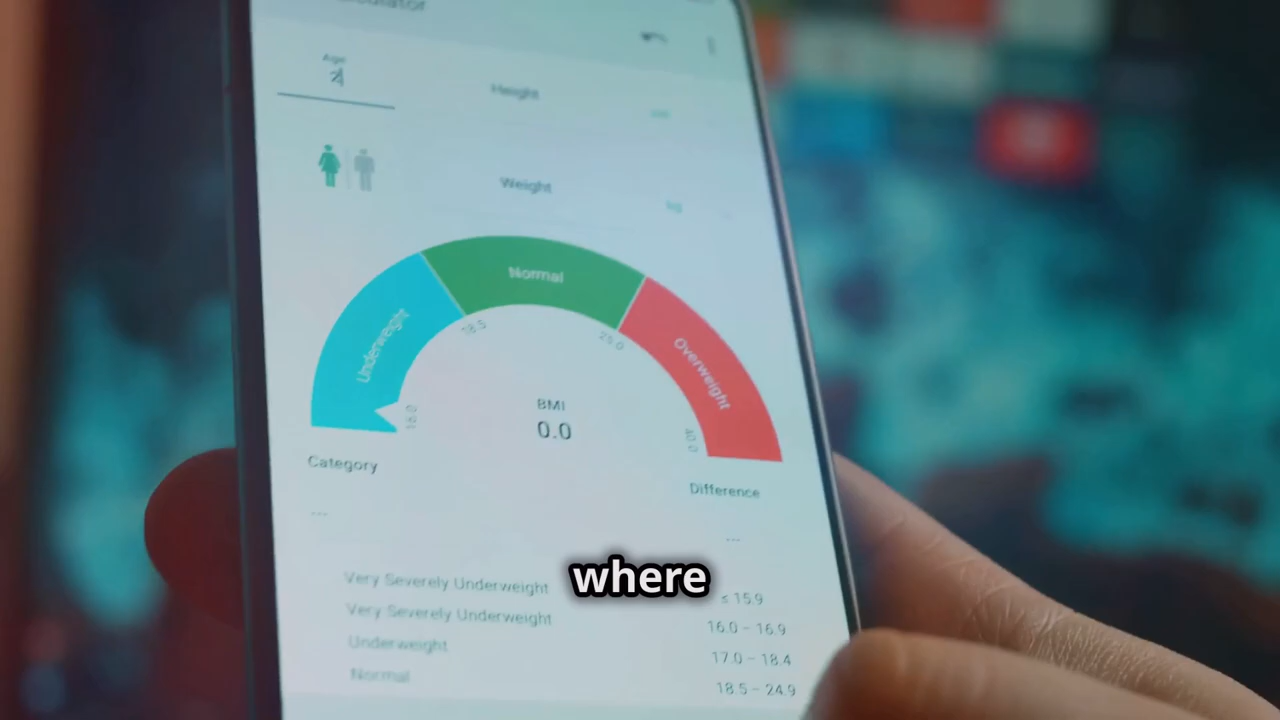 Age
Height
Weight
Underweight
Normal
Overweight
18.5
25.0
16.0
40.0
BMI
0.0
Category
Difference
---
---
where
Very Severely Underweight ≤ 15.9
Very Severely Underweight 16.0 – 16.9
Underweight 17.0 – 18.4
Normal 18.5 – 24.9